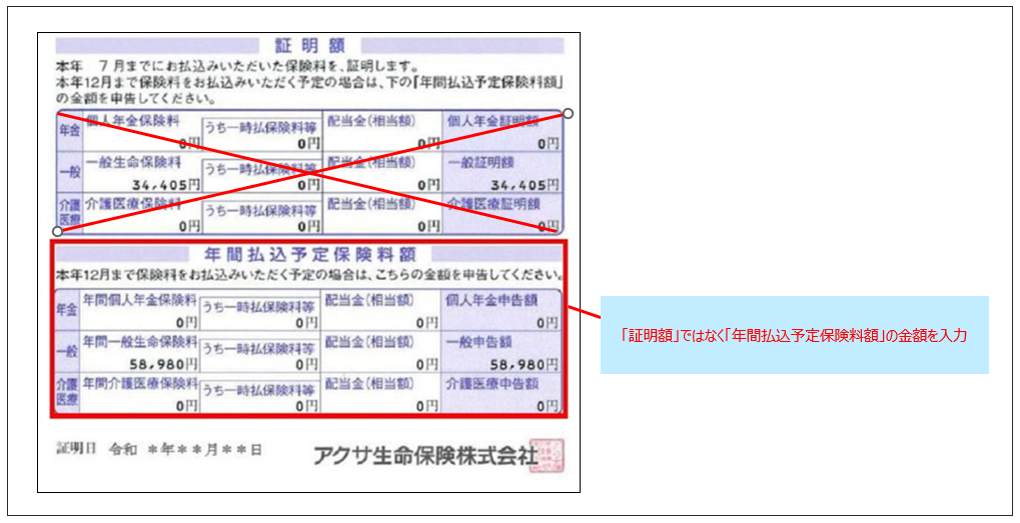 証明額
本年 7月までにお払込みいただいた保険料を、証明します。
本年12月まで保険料をお払込みいただく予定の場合は、下の「年間払込予定保険料額」
の金額を申告してください。
年金 個人年金保険料 うち一時払保険料等 配当金(相当額) 個人年金証明額
0円 0円 0円 0円
一般 一般生命保険料 うち一時払保険料等 配当金(相当額) 一般証明額
34,405円 0円 0円 34,405円
介護医療 介護医療保険料 うち一時払保険料等 配当金(相当額) 介護医療証明額
0円 0円 0円 0円
年間払込予定保険料額
本年12月まで保険料をお払込みいただく予定の場合は、こちらの金額を申告してください。
年金 年間個人年金保険料 うち一時払保険料等 配当金(相当額) 個人年金申告額
0円 0円 0円 0円
一般 年間一般生命保険料 うち一時払保険料等 配当金(相当額) 一般申告額
58,980円 0円 0円 58,980円
介護医療 年間介護医療保険料 うち一時払保険料等 配当金(相当額) 介護医療申告額
0円 0円 0円 0円
証明日 令和 *年**月**日
アクサ生命保険株式会社
「証明額」ではなく「年間払込予定保険料額」の金額を入力